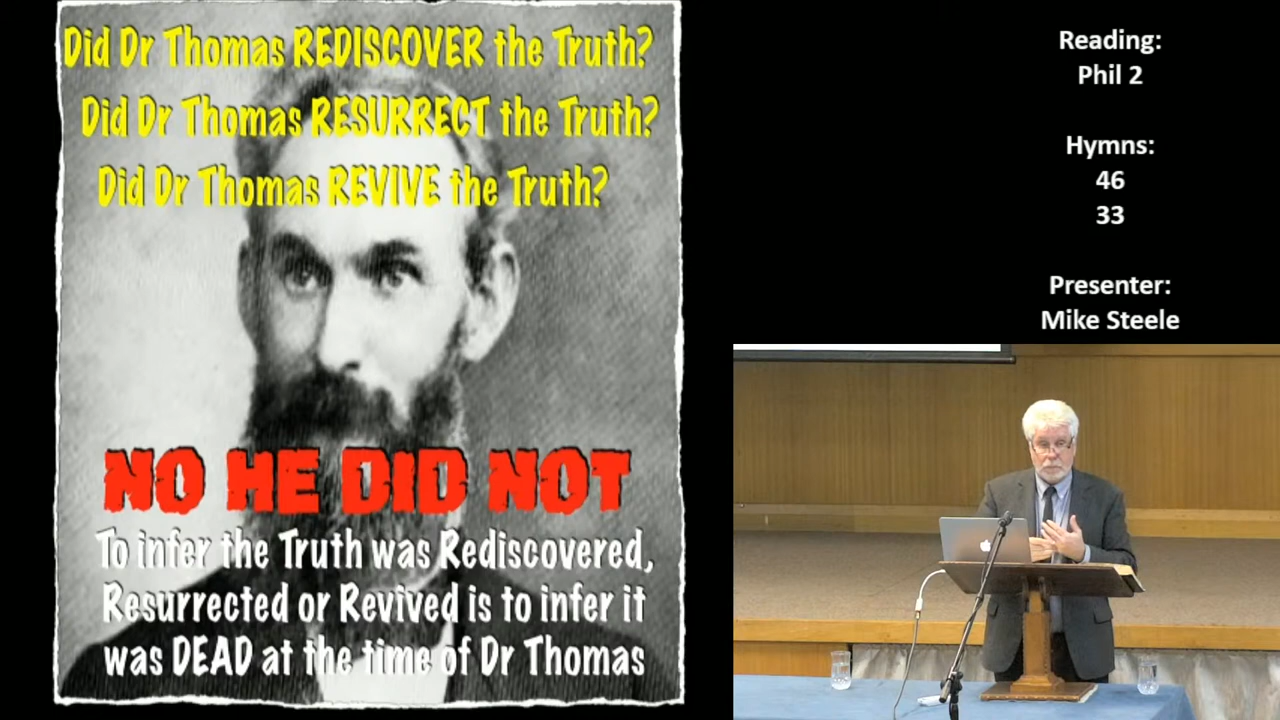 Did Dr Thomas REDISCOVER the Truth?
Did Dr Thomas RESURRECT the Truth?
Did Dr Thomas REVIVE the Truth?
NO HE DID NOT
To infer the Truth was Rediscovered,
Resurrected or Revived is to infer it
was DEAD at the time of Dr Thomas
Reading:
Phil 2
Hymns:
46
33
Presenter:
Mike Steele